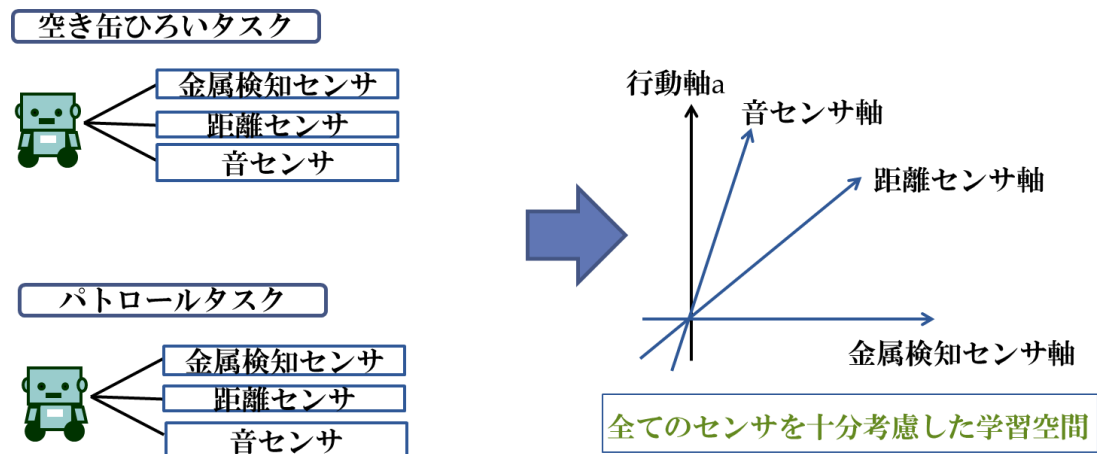 空き缶ひろいタスク
金属検知センサ
距離センサ
音センサ
パトロールタスク
金属検知センサ
距離センサ
音センサ
行動軸a
音センサ軸
距離センサ軸
金属検知センサ軸
全てのセンサを十分考慮した学習空間